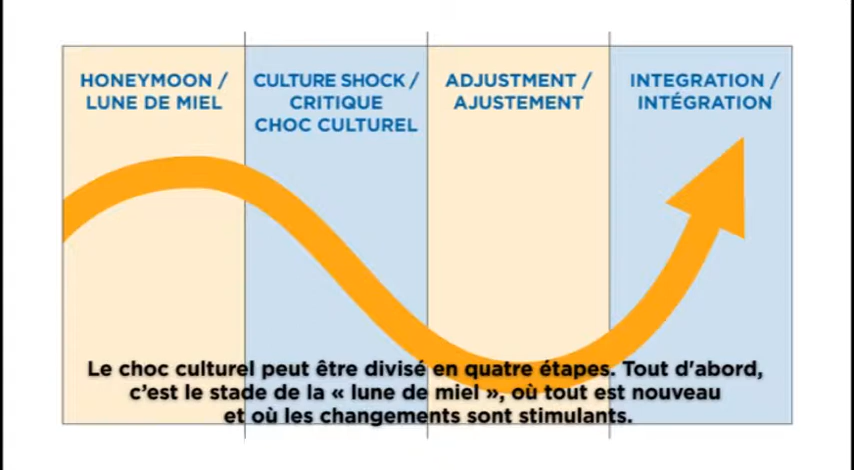 HONEYMOON /
LUNE DE MIEL
CULTURE SHOCK /
CRITIQUE
CHOC CULTUREL
ADJUSTMENT /
AJUSTEMENT
INTEGRATION /
INTÉGRATION
Le choc culturel peut être divisé en quatre étapes. Tout d'abord,
c’est le stade de la « lune de miel », où tout est nouveau
et où les changements sont stimulants.